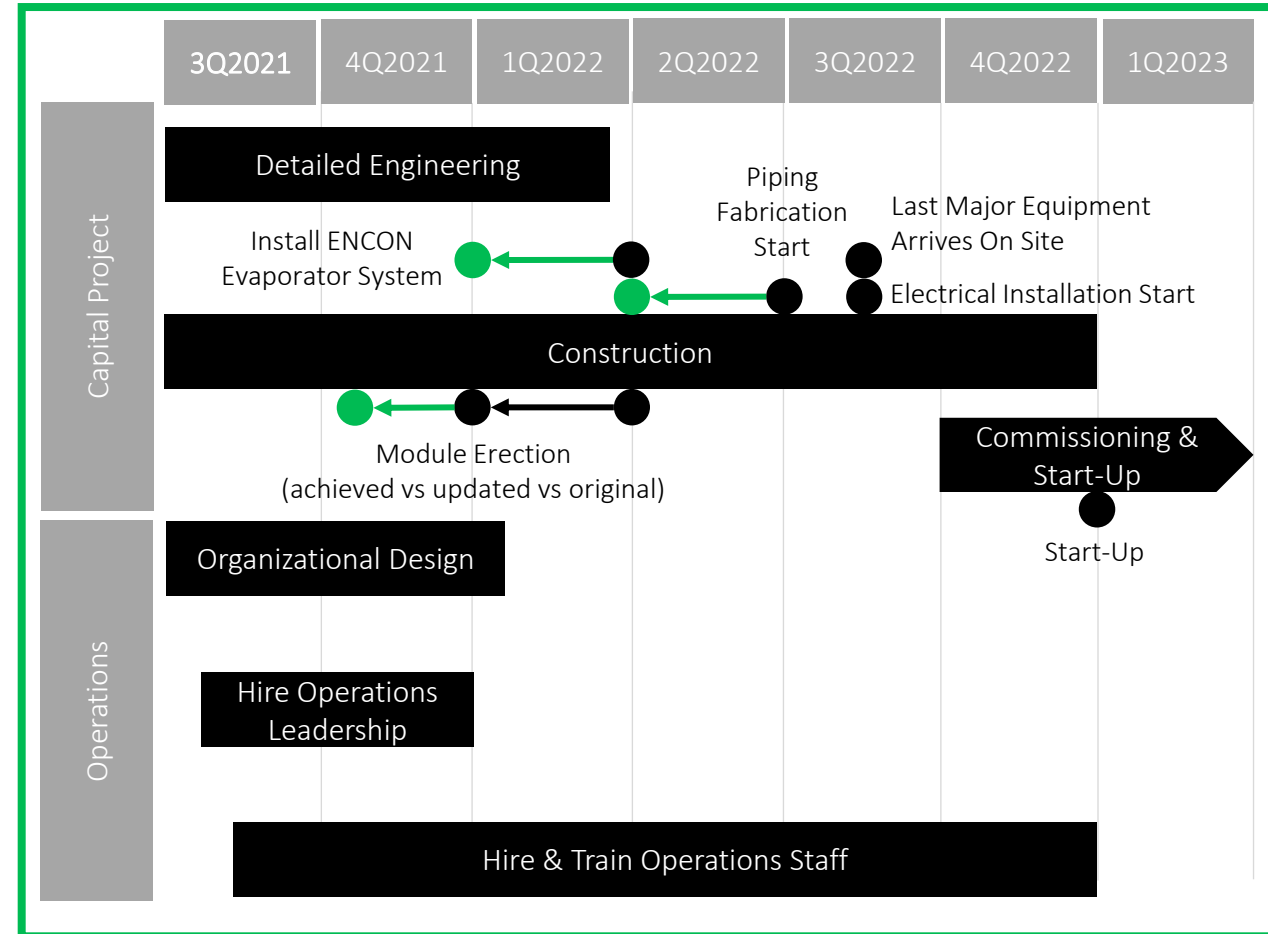 3Q2021
4Q2021
1Q2022
2Q2022
3Q2022
4Q2022
1Q2023
Capital Project
Detailed Engineering
Install ENCON
Evaporator System
Piping
Fabrication
Start
Last Major Equipment
Arrives On Site
Electrical Installation Start
Construction
Module Erection
(achieved vs updated vs original)
Commissioning &
Start-Up
Start-Up
Operations
Organizational Design
Hire Operations
Leadership
Hire & Train Operations Staff